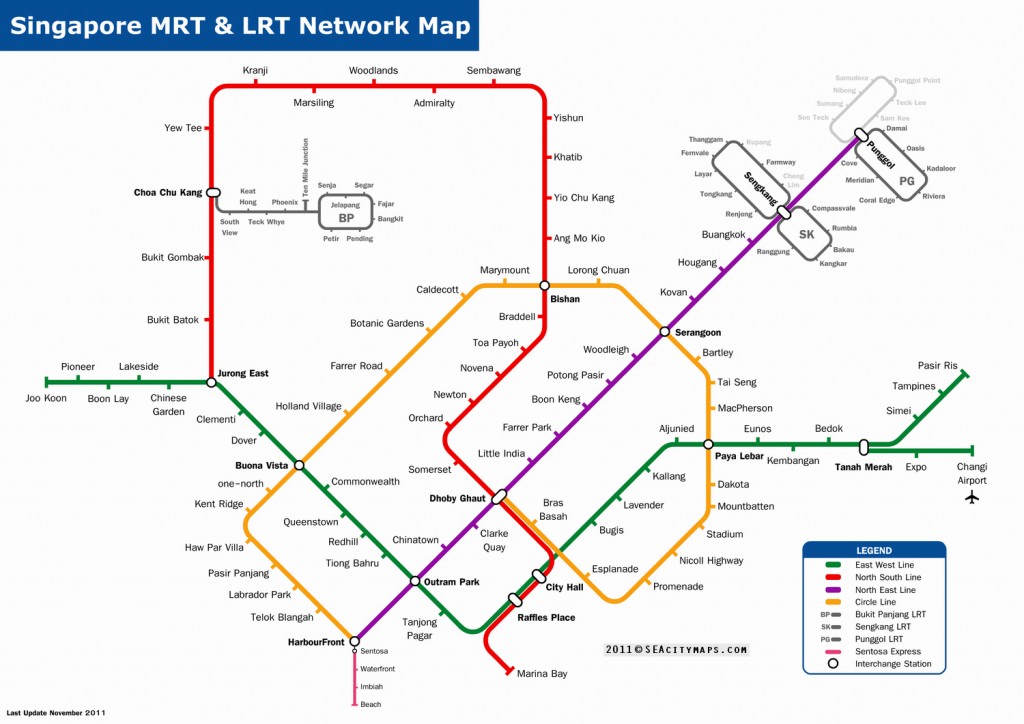 Singapore MRT & LRT Network Map
Kranji
Woodlands
Sembawang
Marsiling
Admiralty
Yew Tee
Yishun
Khatib
Yio Chu Kang
Ang Mo Kio
Choa Chu Kang
Keat
Hong
Phoenix
Ten Mile Junction
South
View
Teck Whye
Senja
Segar
Jelapang
BP
Fajar
Bangkit
Petir
Pending
Bukit Gombak
Bukit Batok
Jurong East
Pioneer
Lakeside
Joo Koon
Boon Lay
Chinese
Garden
Clementi
Dover
Buona Vista
one-north
Kent Ridge
Haw Par Villa
Pasir Panjang
Labrador Park
Telok Blangah
HarbourFront
Sentosa
Waterfront
Imbiah
Beach
Marymount
Lorong Chuan
Caldecott
Botanic Gardens
Farrer Road
Holland Village
Bishan
Braddell
Toa Payoh
Novena
Newton
Orchard
Somerset
Dhoby Ghaut
Commonwealth
Queenstown
Redhill
Tiong Bahru
Chinatown
Outram Park
Tanjong
Pagar
Clarke
Quay
Bras
Basah
Esplanade
City Hall
Raffles Place
Marina Bay
Samudera
Punggol Point
Nibong
Teck Lee
Sumang
Sam Kee
Soo Teck
Damai
Punggol
Oasis
Cove
Kadaloor
Meridian
PG
Riviera
Coral Edge
Thanggam
Kupang
Fernvale
Farmway
Layar
Cheng
Lim
Sengkang
Tongkang
Renjong
Compassvale
SK
Rumbia
Ranggung
Bakau
Kangkar
Buangkok
Hougang
Kovan
Serangoon
Woodleigh
Potong Pasir
Boon Keng
Farrer Park
Little India
Bartley
Tai Seng
MacPherson
Aljunied
Eunos
Bedok
Paya Lebar
Kembangan
Tanah Merah
Pasir Ris
Tampines
Simei
Expo
Changi
Airport
Kallang
Lavender
Bugis
Dakota
Mountbatten
Stadium
Nicoll Highway
Promenade
LEGEND
East West Line
North South Line
North East Line
Circle Line
BP Bukit Panjang LRT
SK Sengkang LRT
PG Punggol LRT
Sentosa Express
Interchange Station
2011©SEACITYMAPS.COM
Last Update November 2011